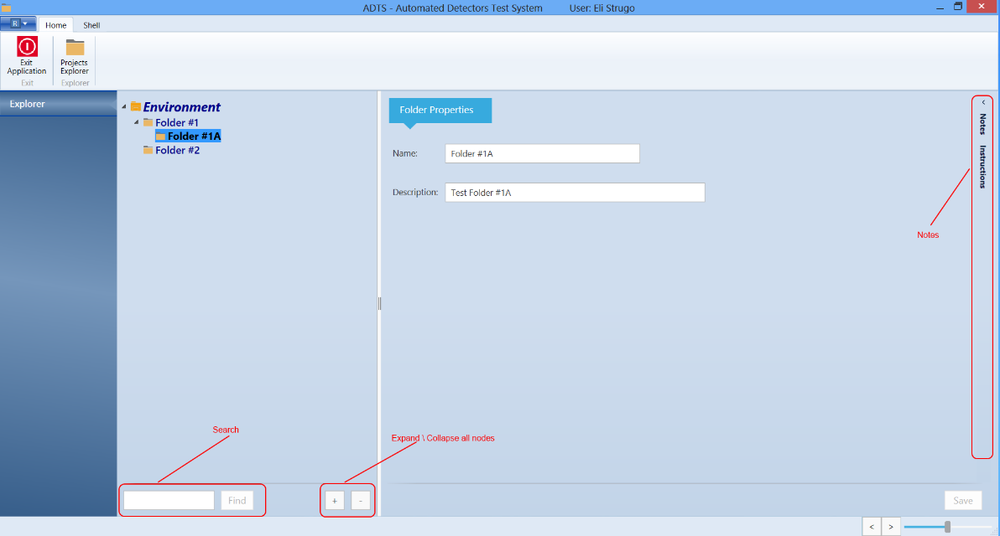 ADTS - Automated Detectors Test System User: Eli Strugo
R Home Shell
Exit Application
Projects Explorer
Exit
Explorer
Explorer
Environment
Folder #1
Folder #1A
Folder #2
Folder Properties
Name: Folder #1A
Description: Test Folder #1A
<
Notes
Instructions
Notes
Search
Expand \ Collapse all nodes
Find
+ -
Save
< >